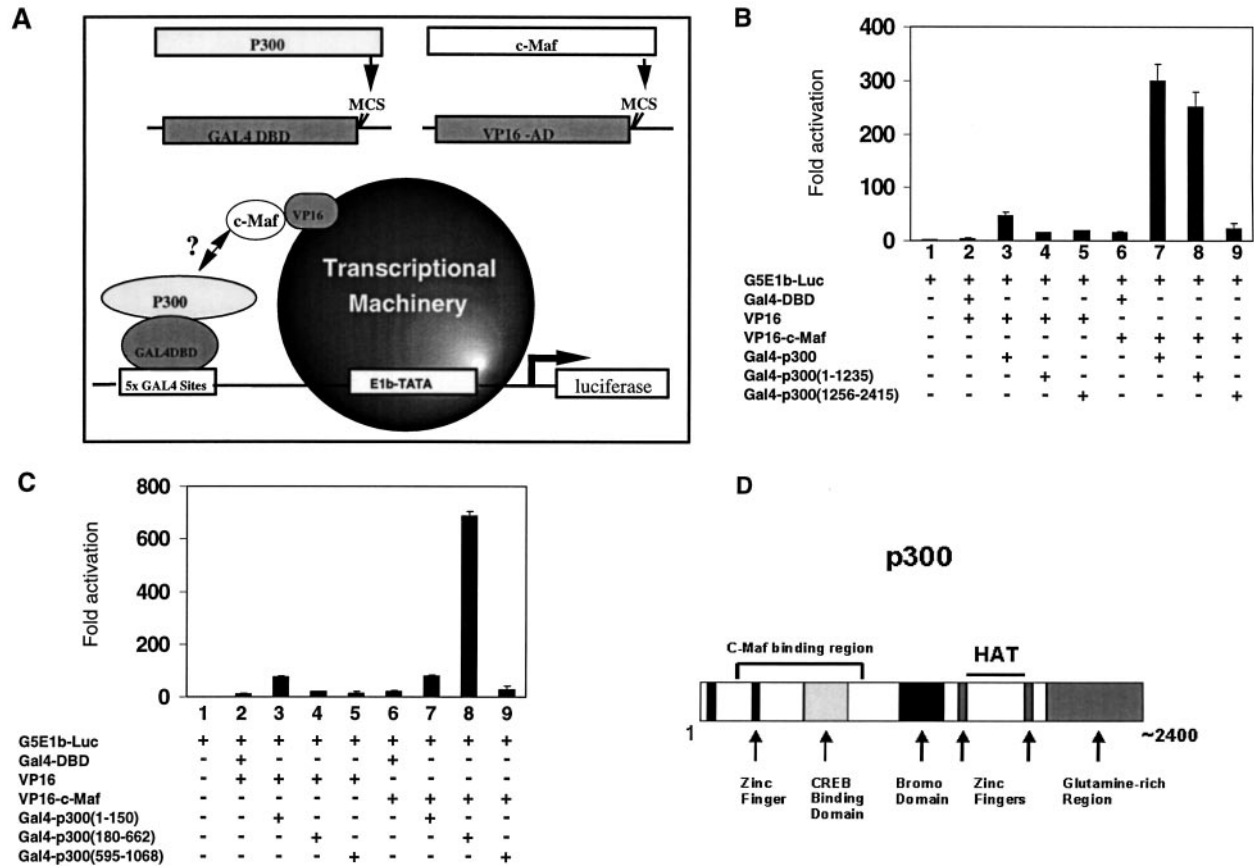 A
P300
c-Maf
MCS
MCS
GAL4 DBD
VP16 -AD
c-Maf
VP16
?
Transcriptional
Machinery
P300
GAL4DBD
5x GAL4 Sites
E1b-TATA
luciferase
B
Fold activation
400
300
200
100
0
1 2 3 4 5 6 7 8 9
G5E1b-Luc + + + + + + + + +
Gal4-DBD - + - - - + - - -
VP16 - + + + + - - - -
VP16-c-Maf - - - - - + + + +
Gal4-p300 - - + - - - + - -
Gal4-p300(1-1235) - - - + - - - + -
Gal4-p300(1256-2415) - - - - + - - - +
C
Fold activation
800
600
400
200
0
1 2 3 4 5 6 7 8 9
G5E1b-Luc + + + + + + + + +
Gal4-DBD - + - - - + - - -
VP16 - + + + + - - - -
VP16-c-Maf - - - - - + + + +
Gal4-p300(1-150) - - + - - - + - -
Gal4-p300(180-662) - - - + - - - + -
Gal4-p300(595-1068) - - - - + - - - +
D
p300
C-Maf binding region
HAT
1
~2400
Zinc
Finger
CREB
Binding
Domain
Bromo
Domain
Zinc
Fingers
Glutamine-rich
Region